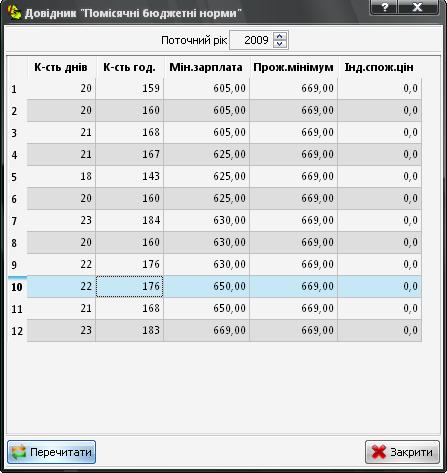 Довідник "Помісячні бюджетні норми"
Поточний рік 2009
К-сть днів К-сть год. Мін.зарплата Прож.мінімум Інд.спож.цін
1 20 159 605,00 669,00 0,0
2 20 160 605,00 669,00 0,0
3 21 168 605,00 669,00 0,0
4 21 167 625,00 669,00 0,0
5 18 143 625,00 669,00 0,0
6 20 160 625,00 669,00 0,0
7 23 184 630,00 669,00 0,0
8 20 160 630,00 669,00 0,0
9 22 176 630,00 669,00 0,0
10 22 176 650,00 669,00 0,0
11 21 168 650,00 669,00 0,0
12 23 183 669,00 669,00 0,0
Перечитати Закрити